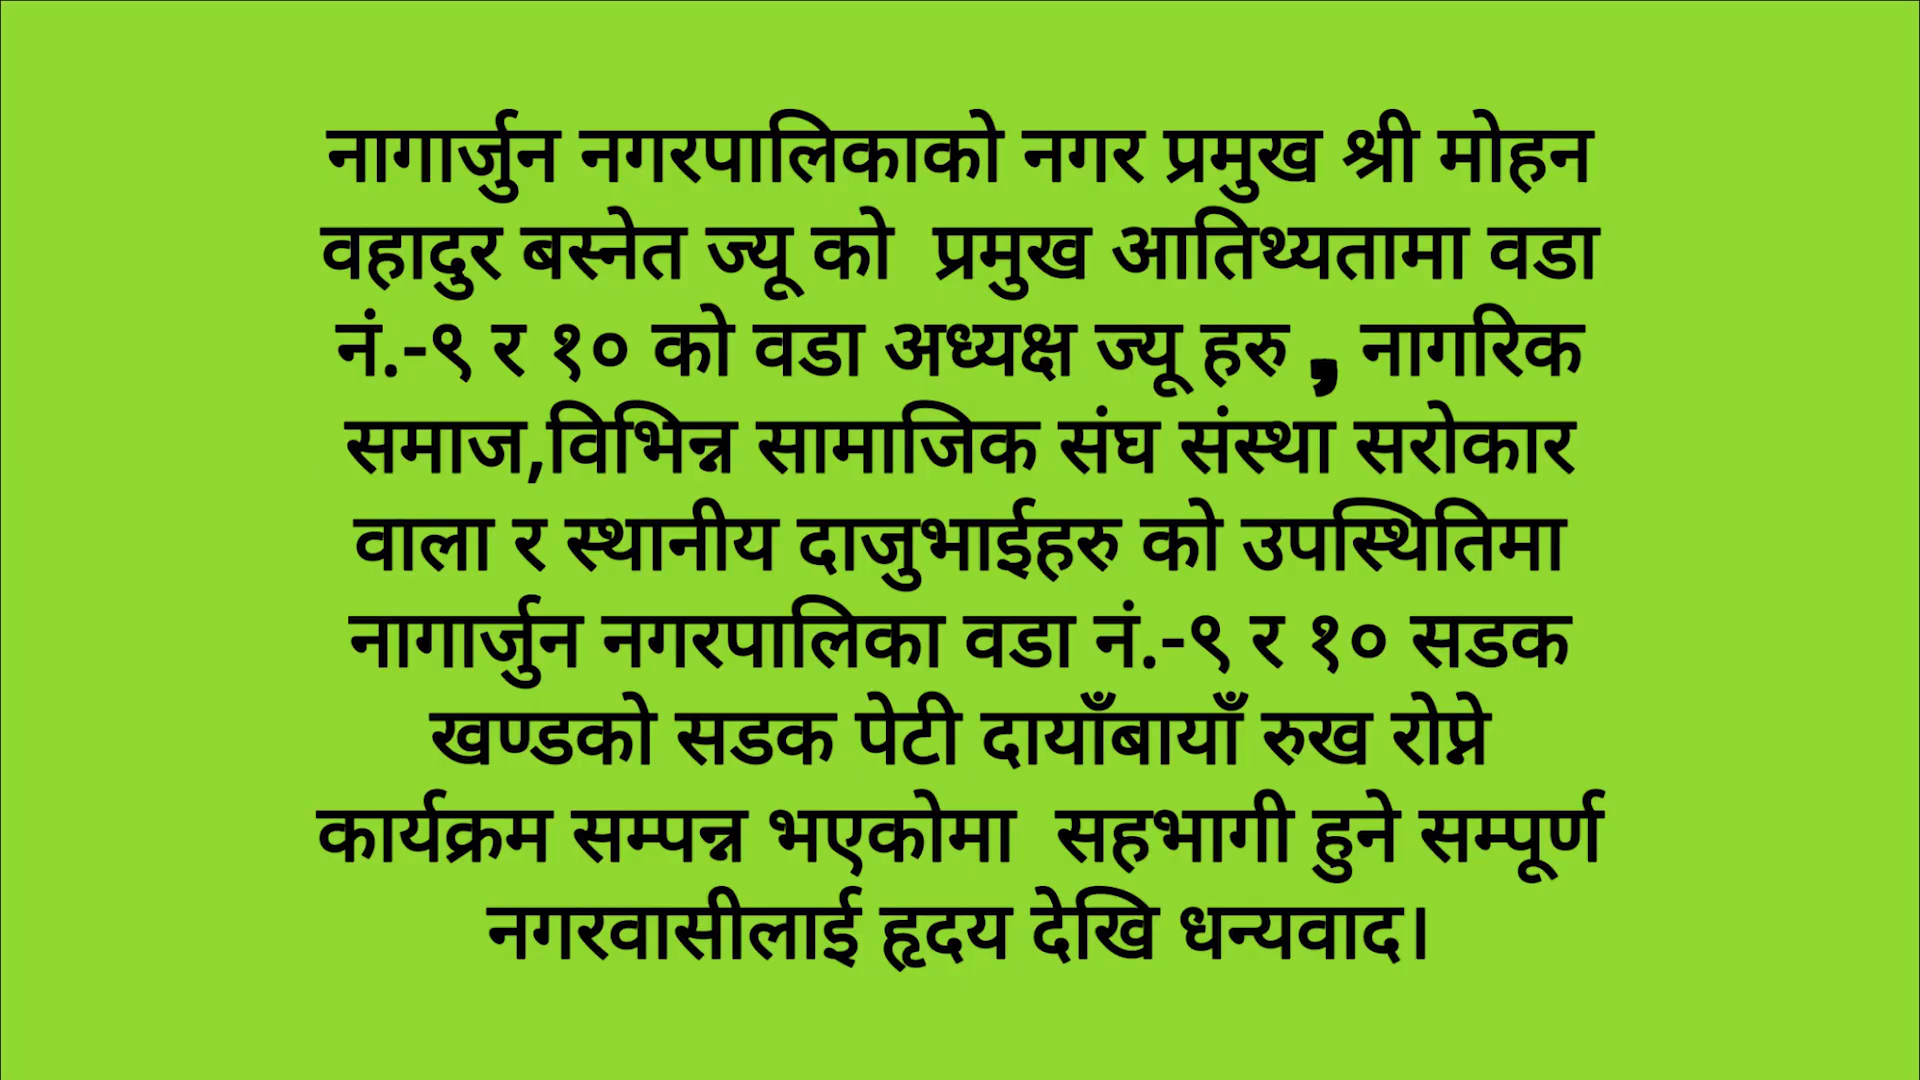 नागार्जुन नगरपालिकाको नगर प्रमुख श्री मोहन
वहादुर बस्नेत ज्यू को  प्रमुख आतिथ्यतामा वडा
नं.-९ र १० को वडा अध्यक्ष ज्यू हरु , नागरिक
समाज,विभिन्न सामाजिक संघ संस्था सरोकार
वाला र स्थानीय दाजुभाईहरु को उपस्थितिमा
नागार्जुन नगरपालिका वडा नं.-९ र १० सडक
खण्डको सडक पेटी दायाँबायाँ रुख रोप्ने
कार्यक्रम सम्पन्न भएकोमा  सहभागी हुने सम्पूर्ण
नगरवासीलाई हृदय देखि धन्यवाद।